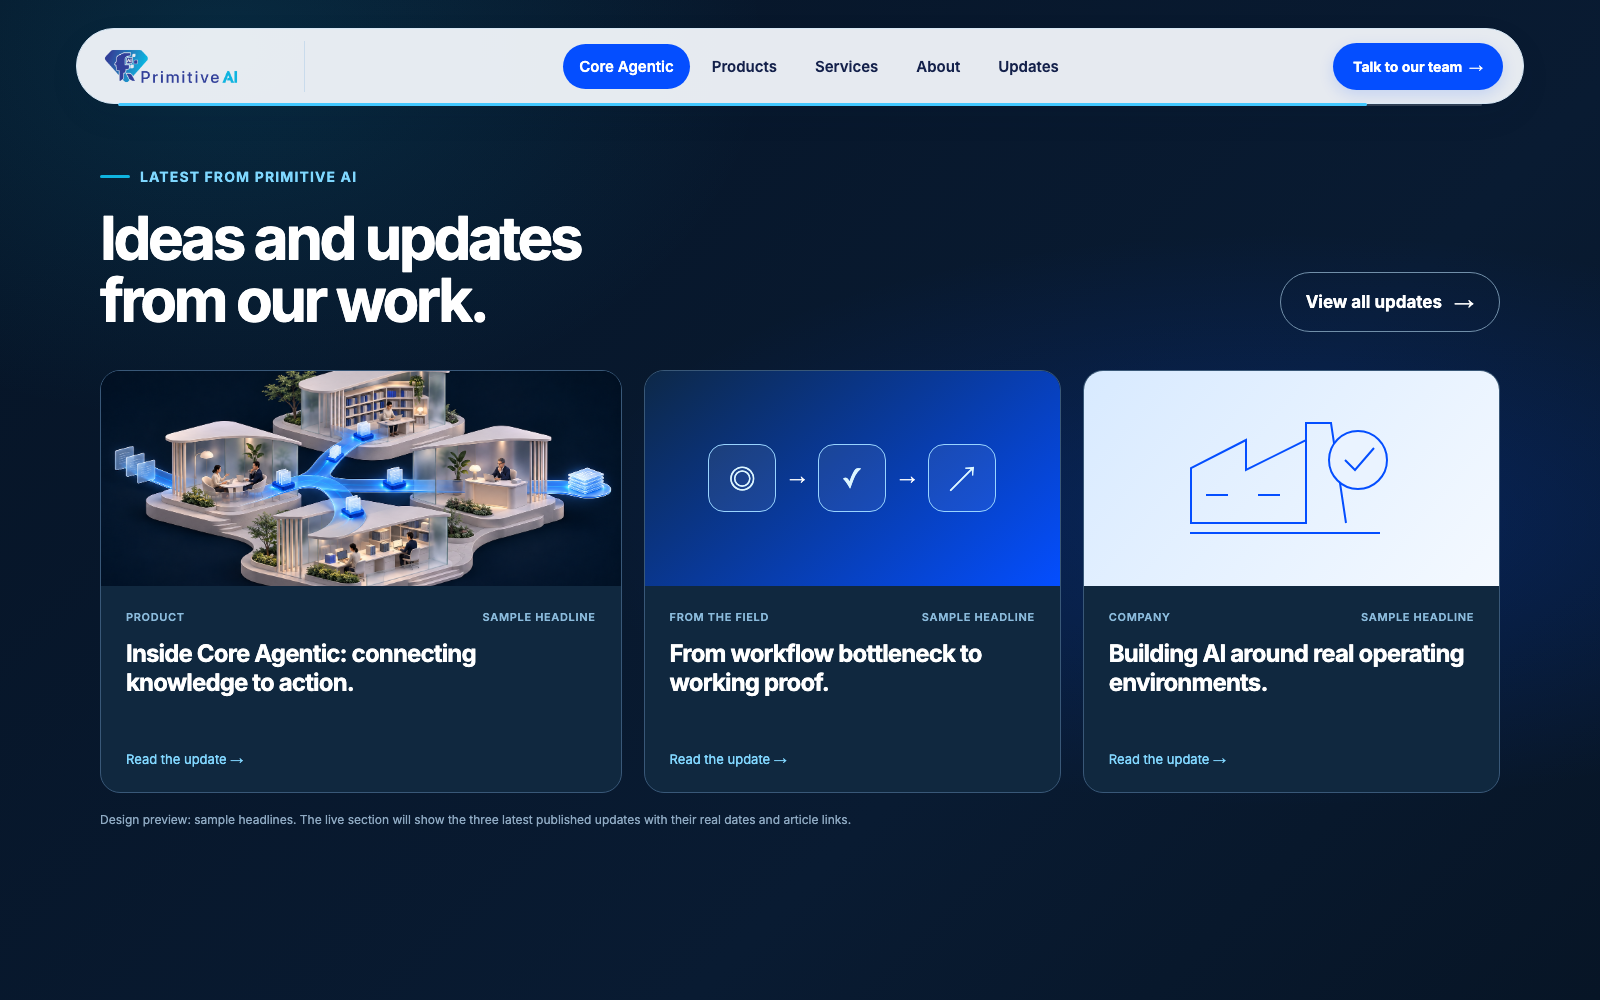 Primitive AI
Core Agentic
Products
Services
About
Updates
Talk to our team →
LATEST FROM PRIMITIVE AI
Ideas and updates
from our work.
View all updates →
PRODUCT
SAMPLE HEADLINE
Inside Core Agentic: connecting
knowledge to action.
Read the update →
FROM THE FIELD
SAMPLE HEADLINE
From workflow bottleneck to
working proof.
Read the update →
COMPANY
SAMPLE HEADLINE
Building AI around real operating
environments.
Read the update →
Design preview: sample headlines. The live section will show the three latest published updates with their real dates and article links.